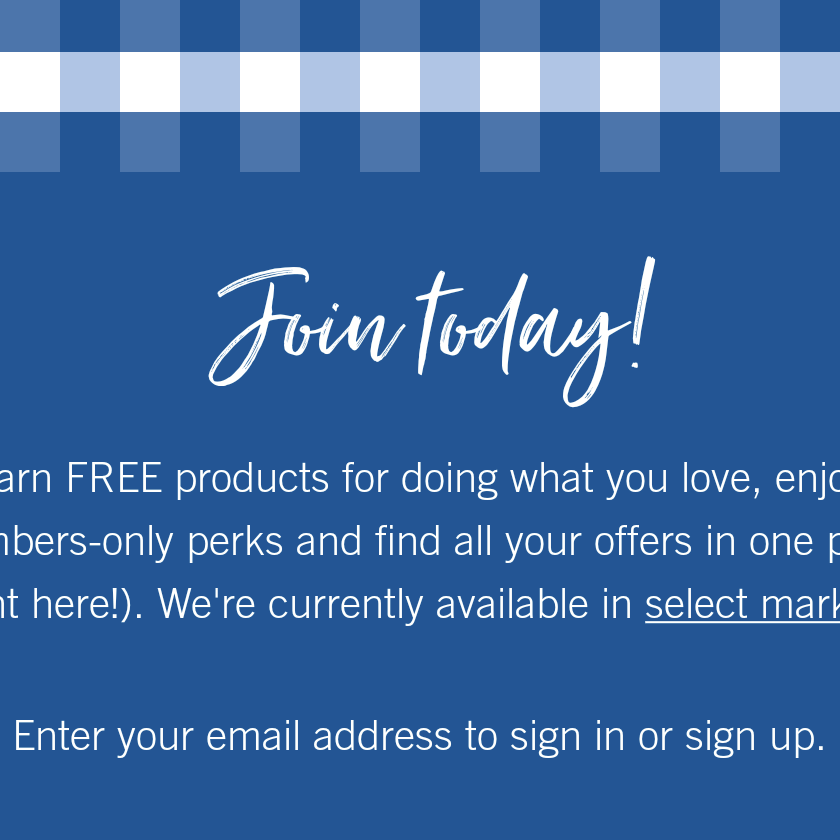 Join today!
arn FREE products for doing what you love, enjo
mbers-only perks and find all your offers in one p
ht here!). We're currently available in select mark
Enter your email address to sign in or sign up.